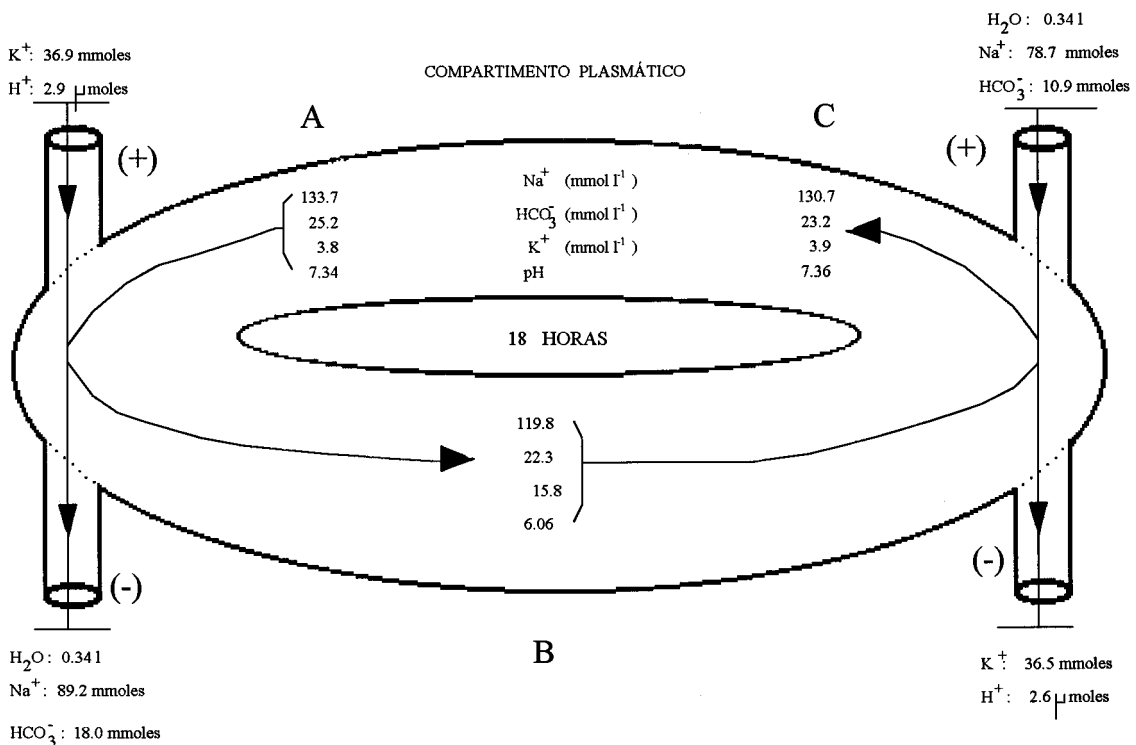 K+: 36.9 mmoles
H+: 2.9 μmoles
COMPARTIMENTO PLASMÁTICO
H2O: 0.34 l
Na+: 78.7 mmoles
HCO3-: 10.9 mmoles
A
C
(+)
(+)
133.7 Na+ (mmol l-1) 130.7
25.2 HCO3- (mmol l-1) 23.2
3.8 K+ (mmol l-1) 3.9
7.34 pH 7.36
18 HORAS
119.8
22.3
15.8
6.06
(-)
(-)
B
H2O: 0.34 l
Na+: 89.2 mmoles
HCO3-: 18.0 mmoles
K+: 36.5 mmoles
H+: 2.6 μmoles